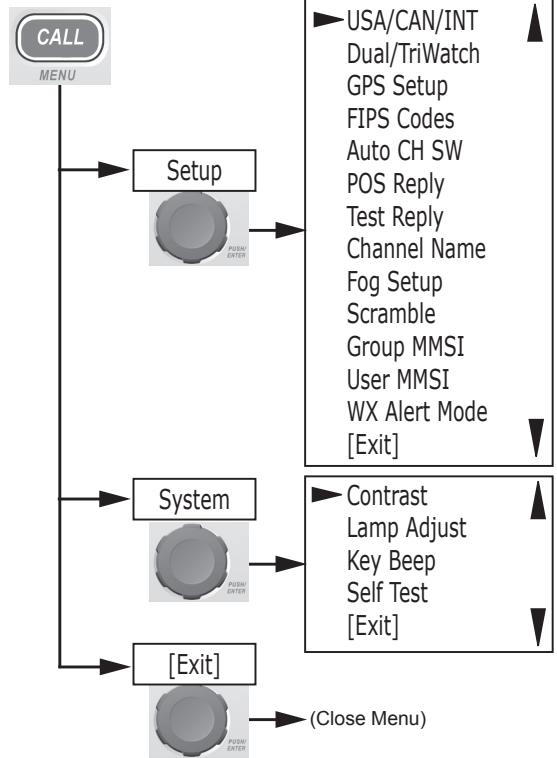 CALL
MENU
Setup
PUSH/
ENTER
USA/CAN/INT
Dual/TriWatch
GPS Setup
FIPS Codes
Auto CH SW
POS Reply
Test Reply
Channel Name
Fog Setup
Scramble
Group MMSI
User MMSI
WX Alert Mode
[Exit]
System
PUSH/
ENTER
Contrast
Lamp Adjust
Key Beep
Self Test
[Exit]
[Exit]
PUSH/
ENTER
(Close Menu)